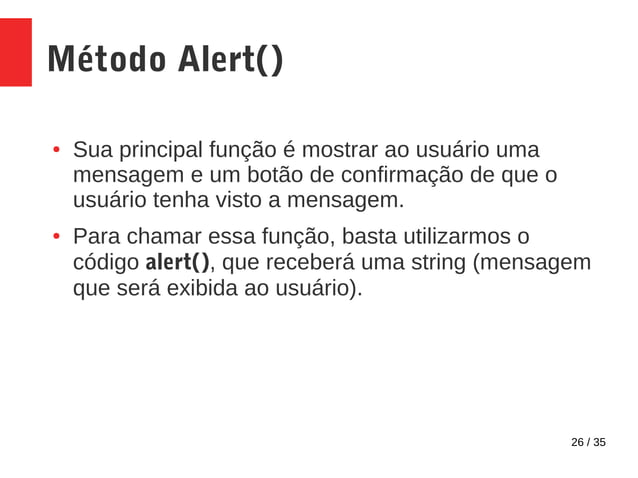 Método Alert()
• Sua principal função é mostrar ao usuário uma
mensagem e um botão de confirmação de que o
usuário tenha visto a mensagem.
• Para chamar essa função, basta utilizarmos o
código alert(), que receberá uma string (mensagem
que será exibida ao usuário).
26 / 35